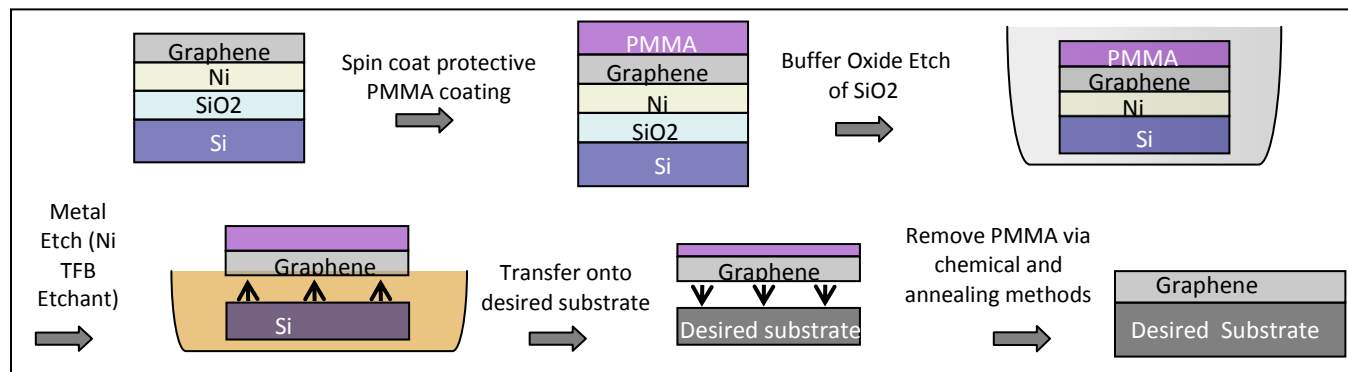 Graphene
Ni
SiO2
Si
Spin coat protective
PMMA coating
PMMA
Graphene
Ni
SiO2
Si
Buffer Oxide Etch
of SiO2
PMMA
Graphene
Ni
Si
Metal
Etch (Ni
TFB
Etchant)
Graphene
Si
Transfer onto
desired substrate
Graphene
Desired substrate
Remove PMMA via
chemical and
annealing methods
Graphene
Desired Substrate